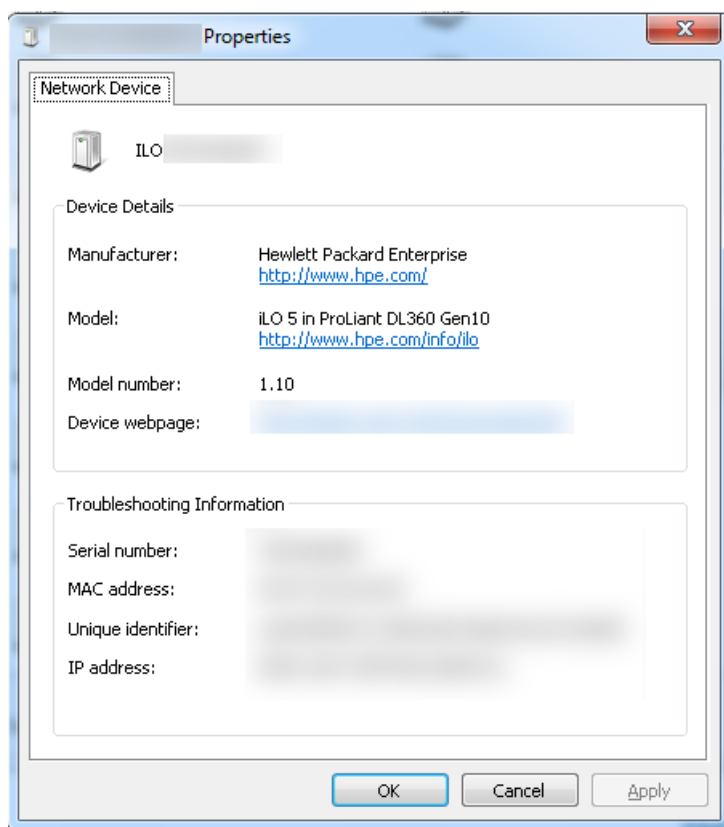 Properties
Network Device
ILO
Device Details
Manufacturer: Hewlett Packard Enterprise
http://www.hpe.com/
Model: iLO 5 in ProLiant DL360 Gen10
http://www.hpe.com/info/ilo
Model number: 1.10
Device webpage:
Troubleshooting Information
Serial number:
MAC address:
Unique identifier:
IP address:
OK Cancel Apply